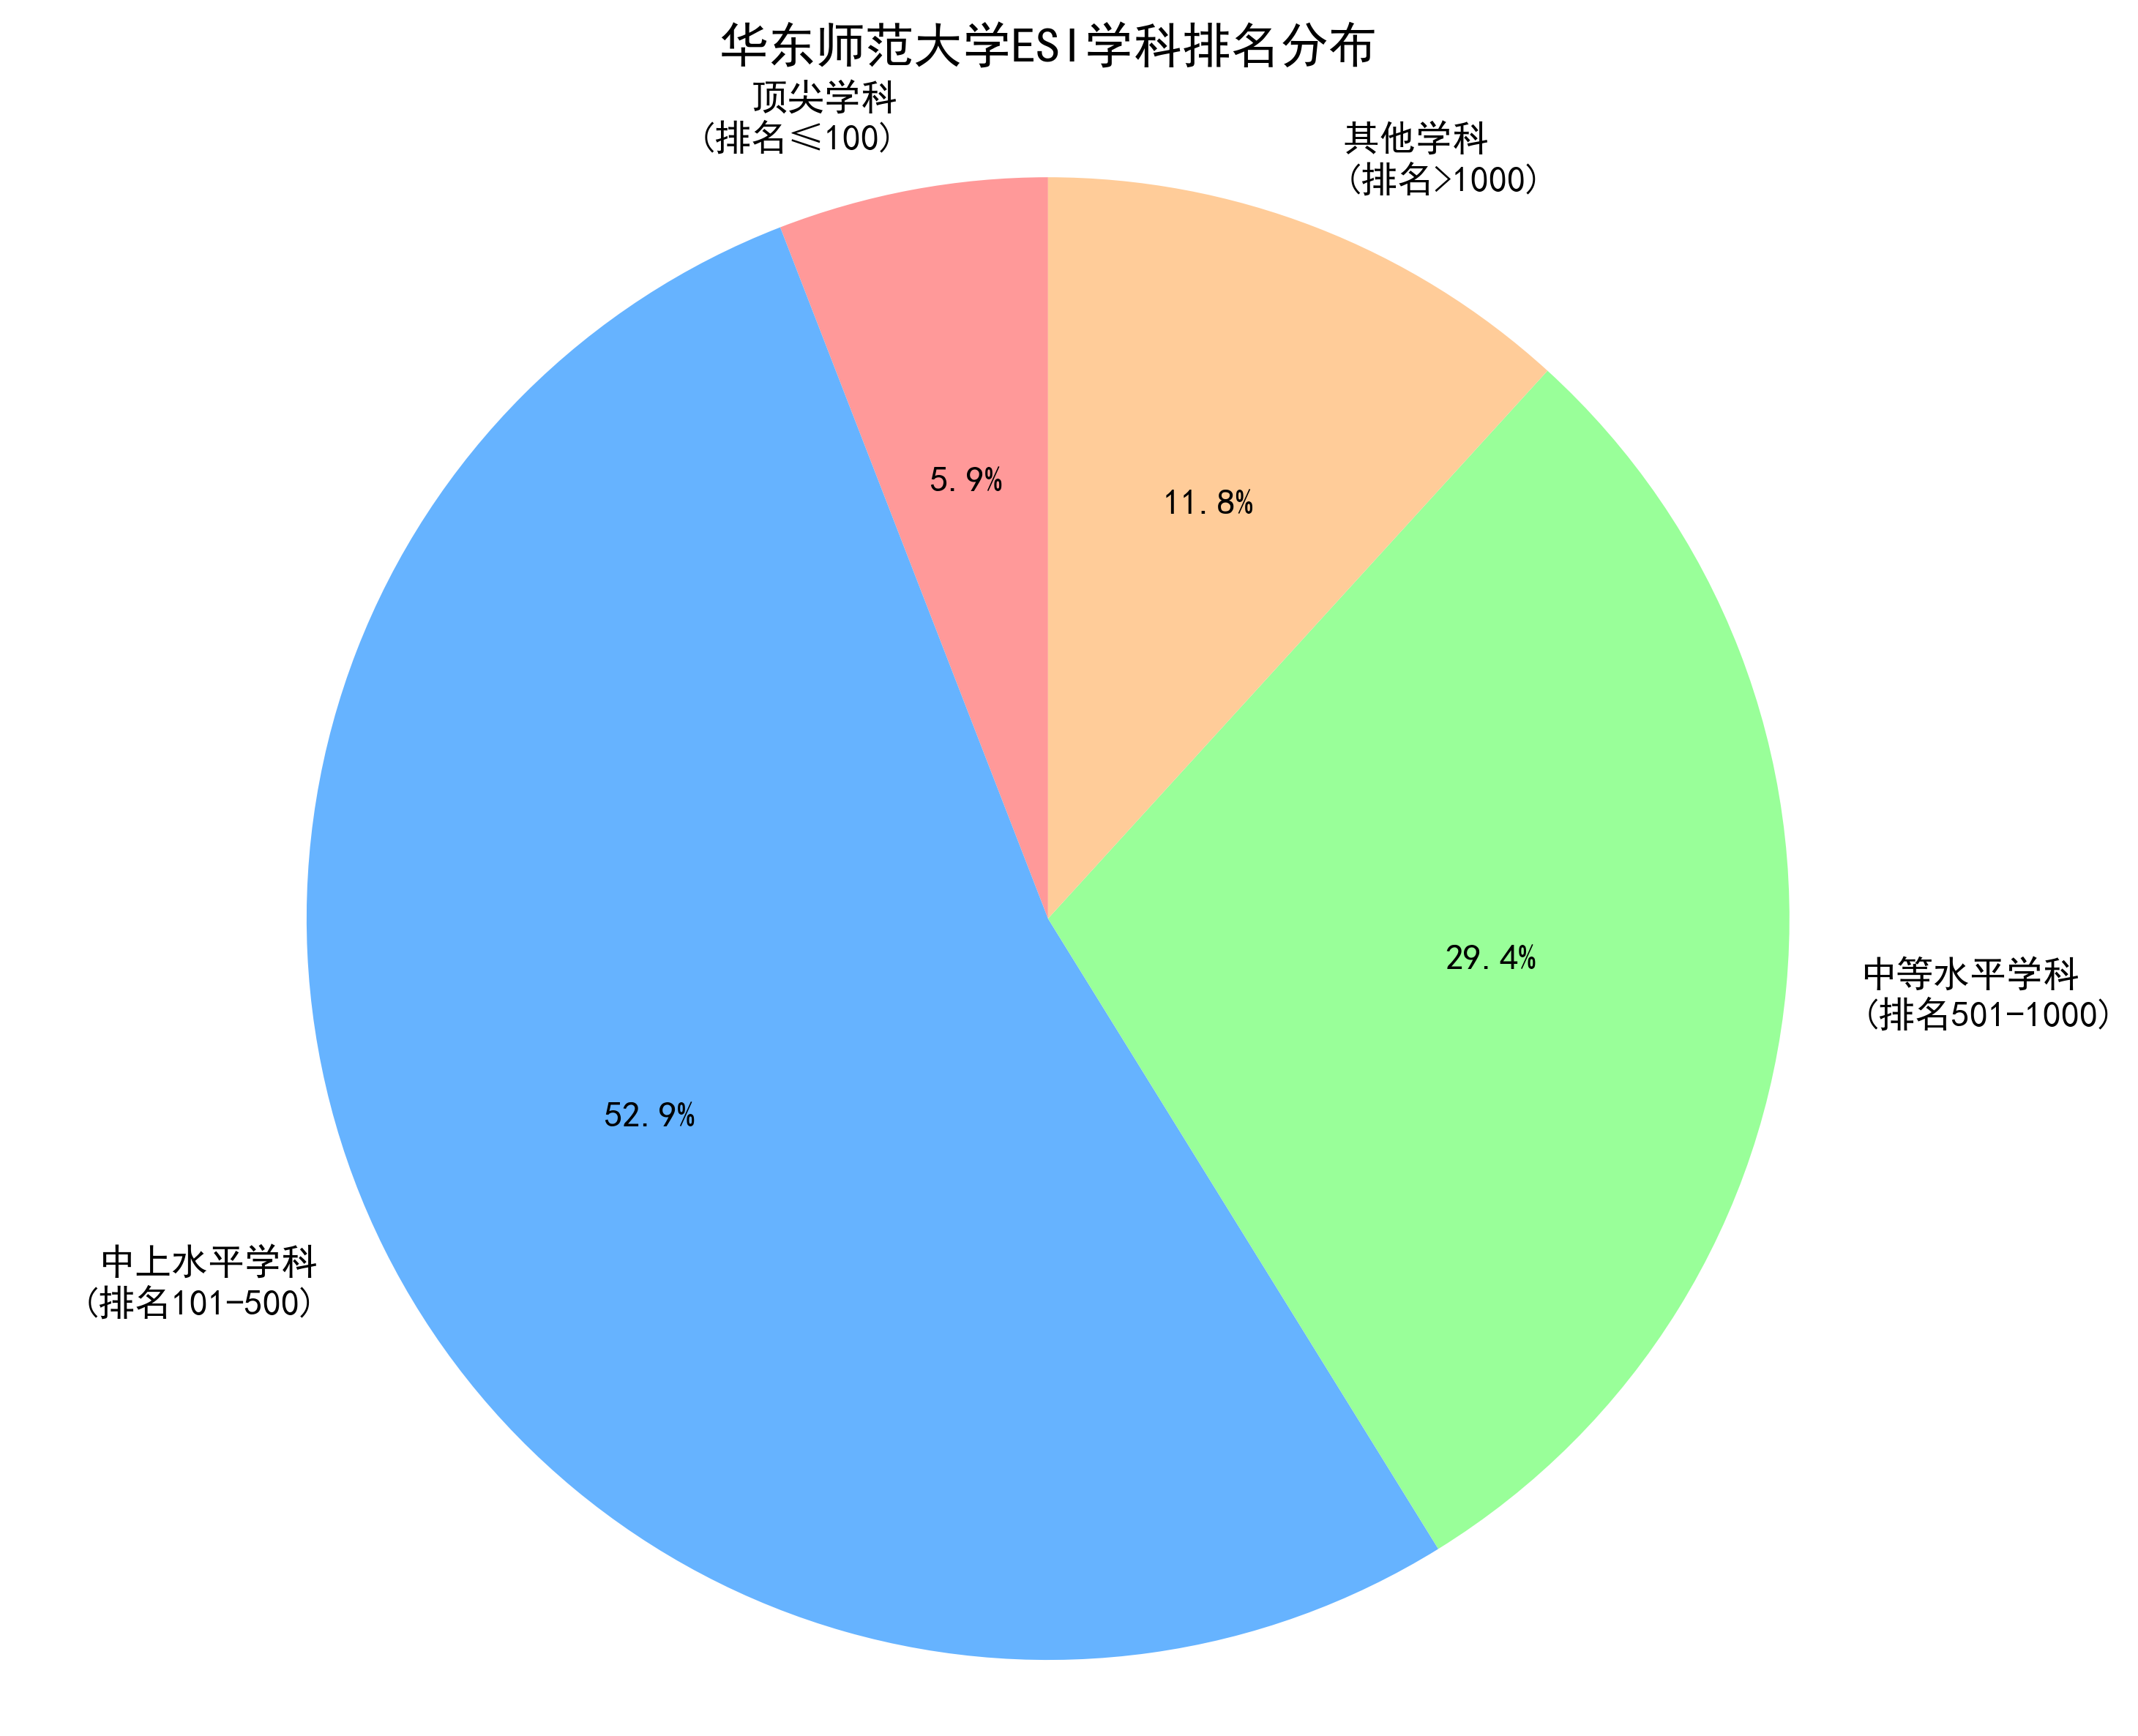 华东师范大学ESI学科排名分布
顶尖学科
(排名≤100)
其他学科
(排名>1000)
5.9%
11.8%
29.4%
中等水平学科
(排名501-1000)
52.9%
中上水平学科
(排名101-500)